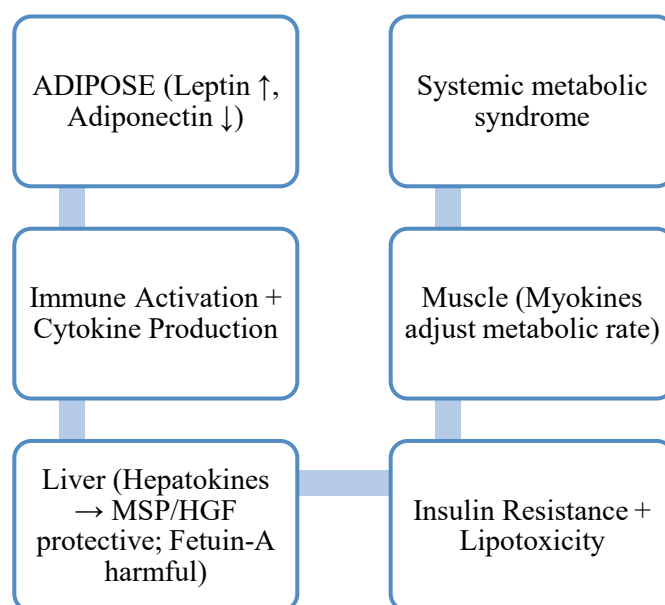 ADIPOSE (Leptin ↑,
Adiponectin ↓)
Immune Activation +
Cytokine Production
Liver (Hepatokines
→ MSP/HGF
protective; Fetuin-A
harmful)
Insulin Resistance +
Lipotoxicity
Muscle (Myokines
adjust metabolic rate)
Systemic metabolic
syndrome